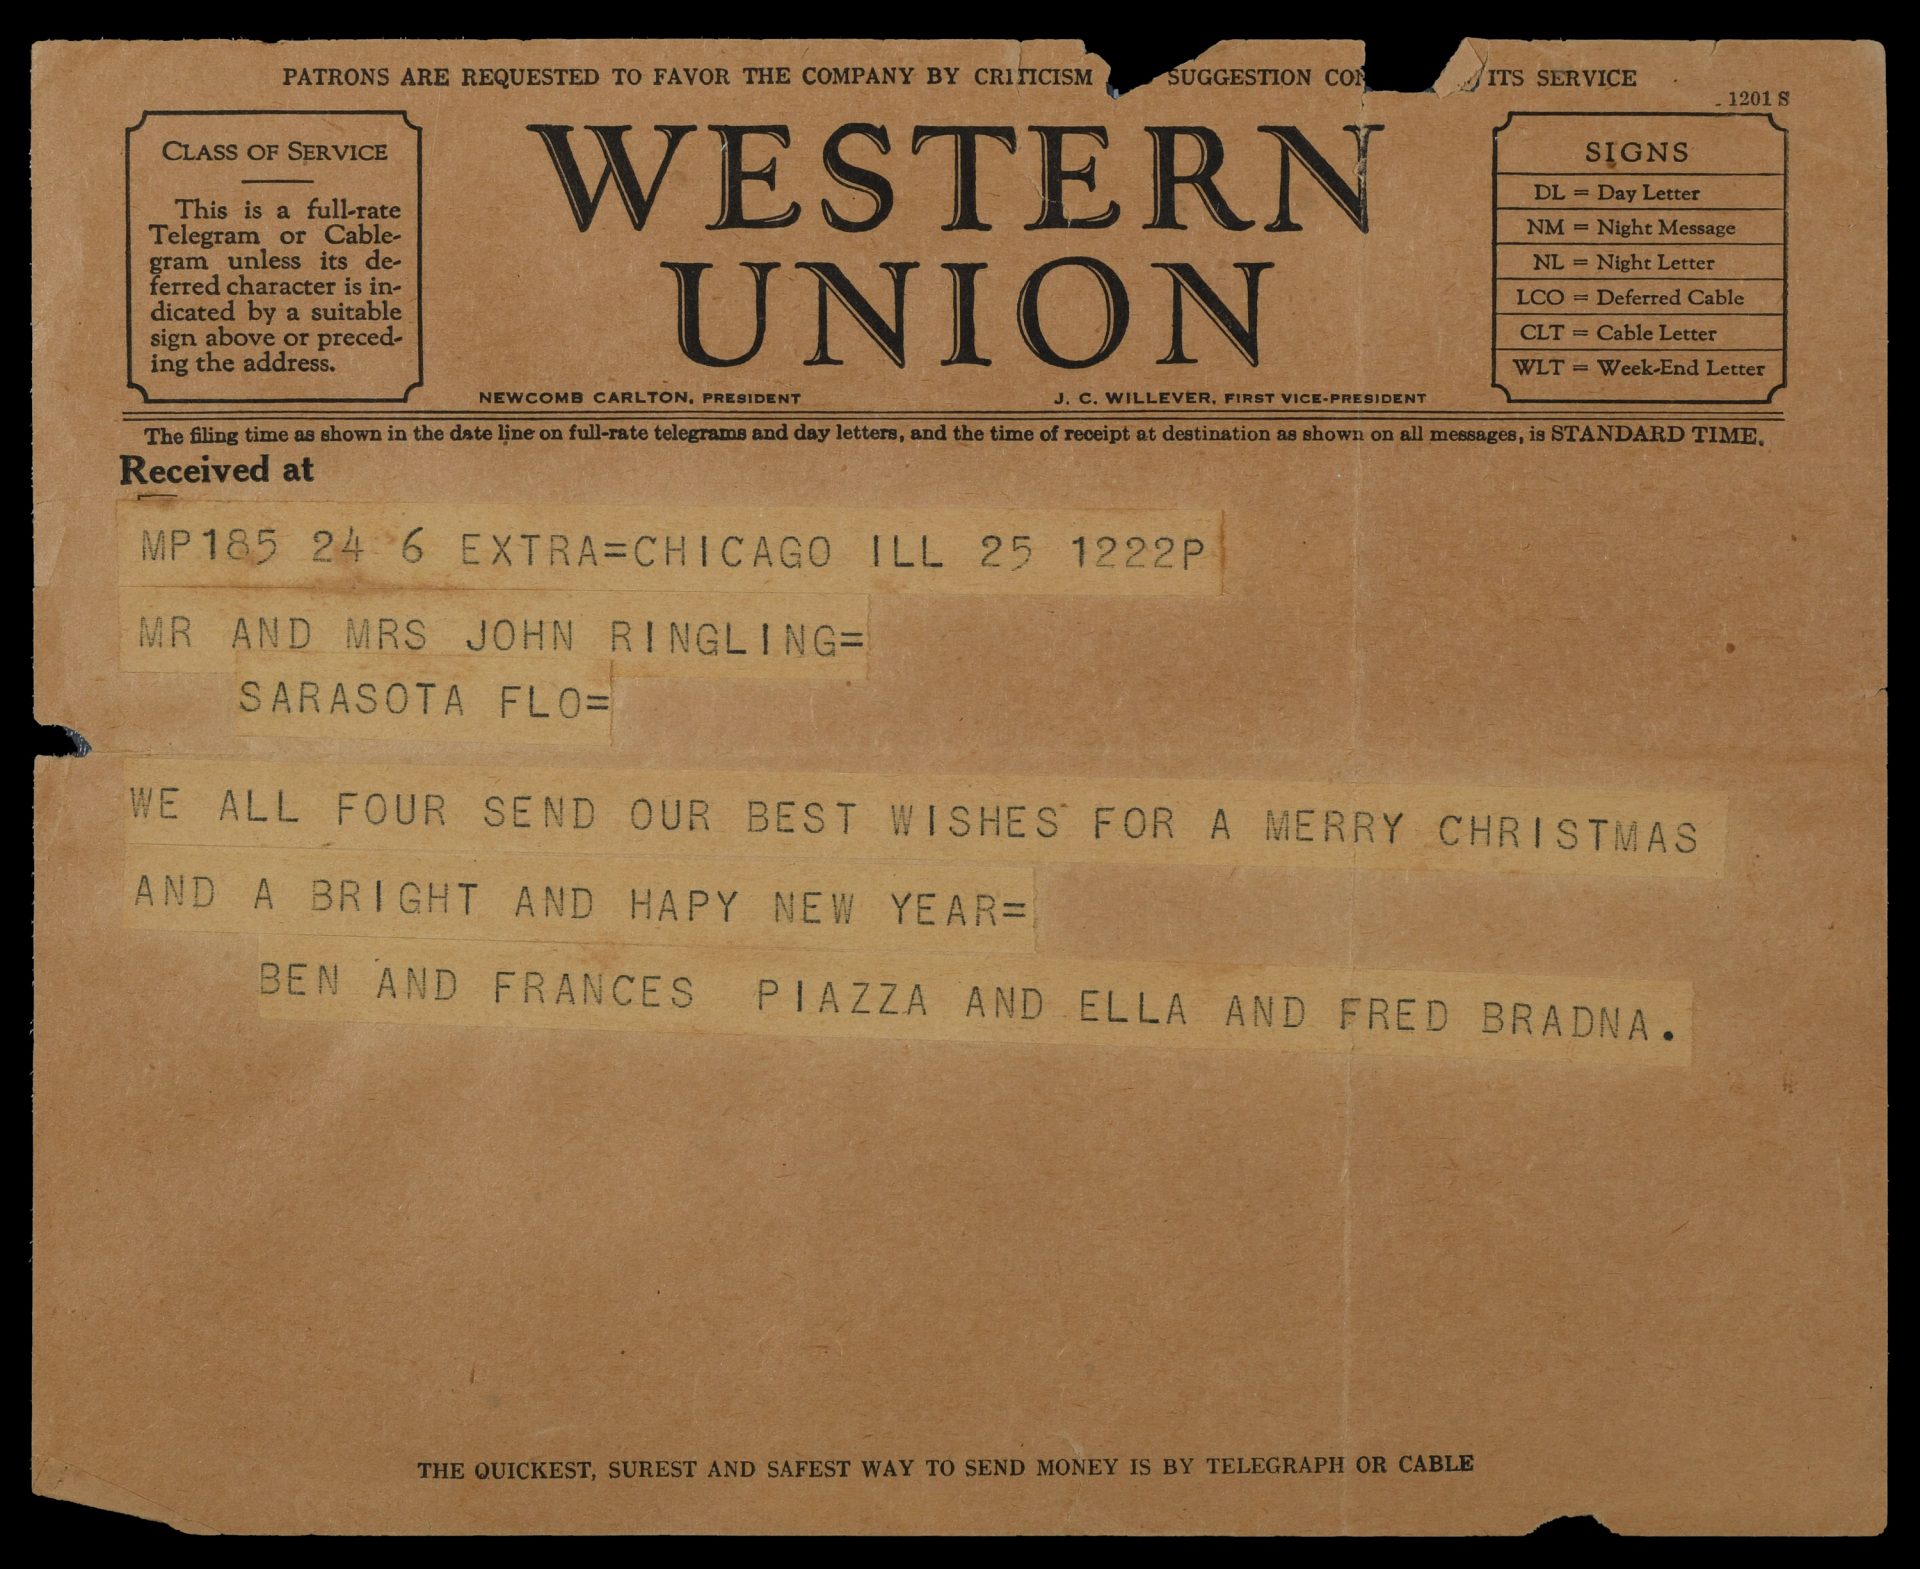 PATRONS ARE REQUESTED TO FAVOR THE COMPANY BY CRITICISM SUGGESTION ITS SERVICE
1201 S
CLASS OF SERVICE
This is a full-rate
Telegram or Cable-
gram unless its de-
ferred character is in-
dicated by a suitable
sign above or preced-
ing the address.
WESTERN
UNION
NEWCOMB CARLTON, PRESIDENT
J. C. WILLEVER, FIRST VICE-PRESIDENT
SIGNS
DL = Day Letter
NM = Night Message
NL = Night Letter
LCO = Deferred Cable
CLT = Cable Letter
WLT = Week-End Letter
The filing time as shown in the date line on full-rate telegrams and day letters, and the time of receipt at destination as shown on all messages, is STANDARD TIME.
Received at
MP185 24 6 EXTRA=CHICAGO ILL 25 1222P
MR AND MRS JOHN RINGLING=
SARASOTA FLO=
WE ALL FOUR SEND OUR BEST WISHES FOR A MERRY CHRISTMAS
AND A BRIGHT AND HAPY NEW YEAR=
BEN AND FRANCES PIAZZA AND ELLA AND FRED BRADNA.
THE QUICKEST, SUREST AND SAFEST WAY TO SEND MONEY IS BY TELEGRAPH OR CABLE